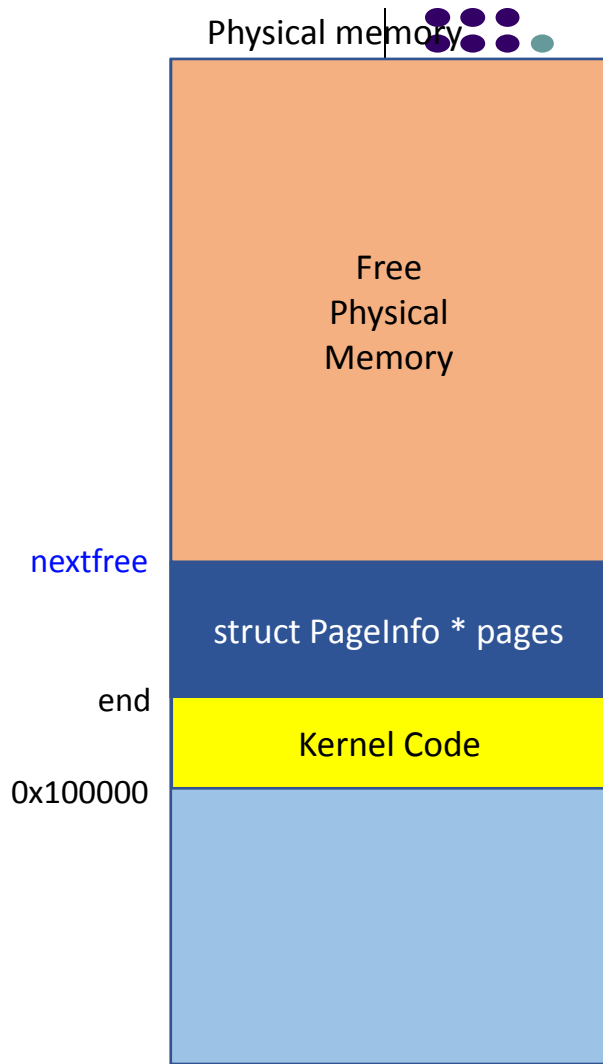 Physical memory
Free
Physical
Memory
nextfree
struct PageInfo * pages
end
Kernel Code
0x100000